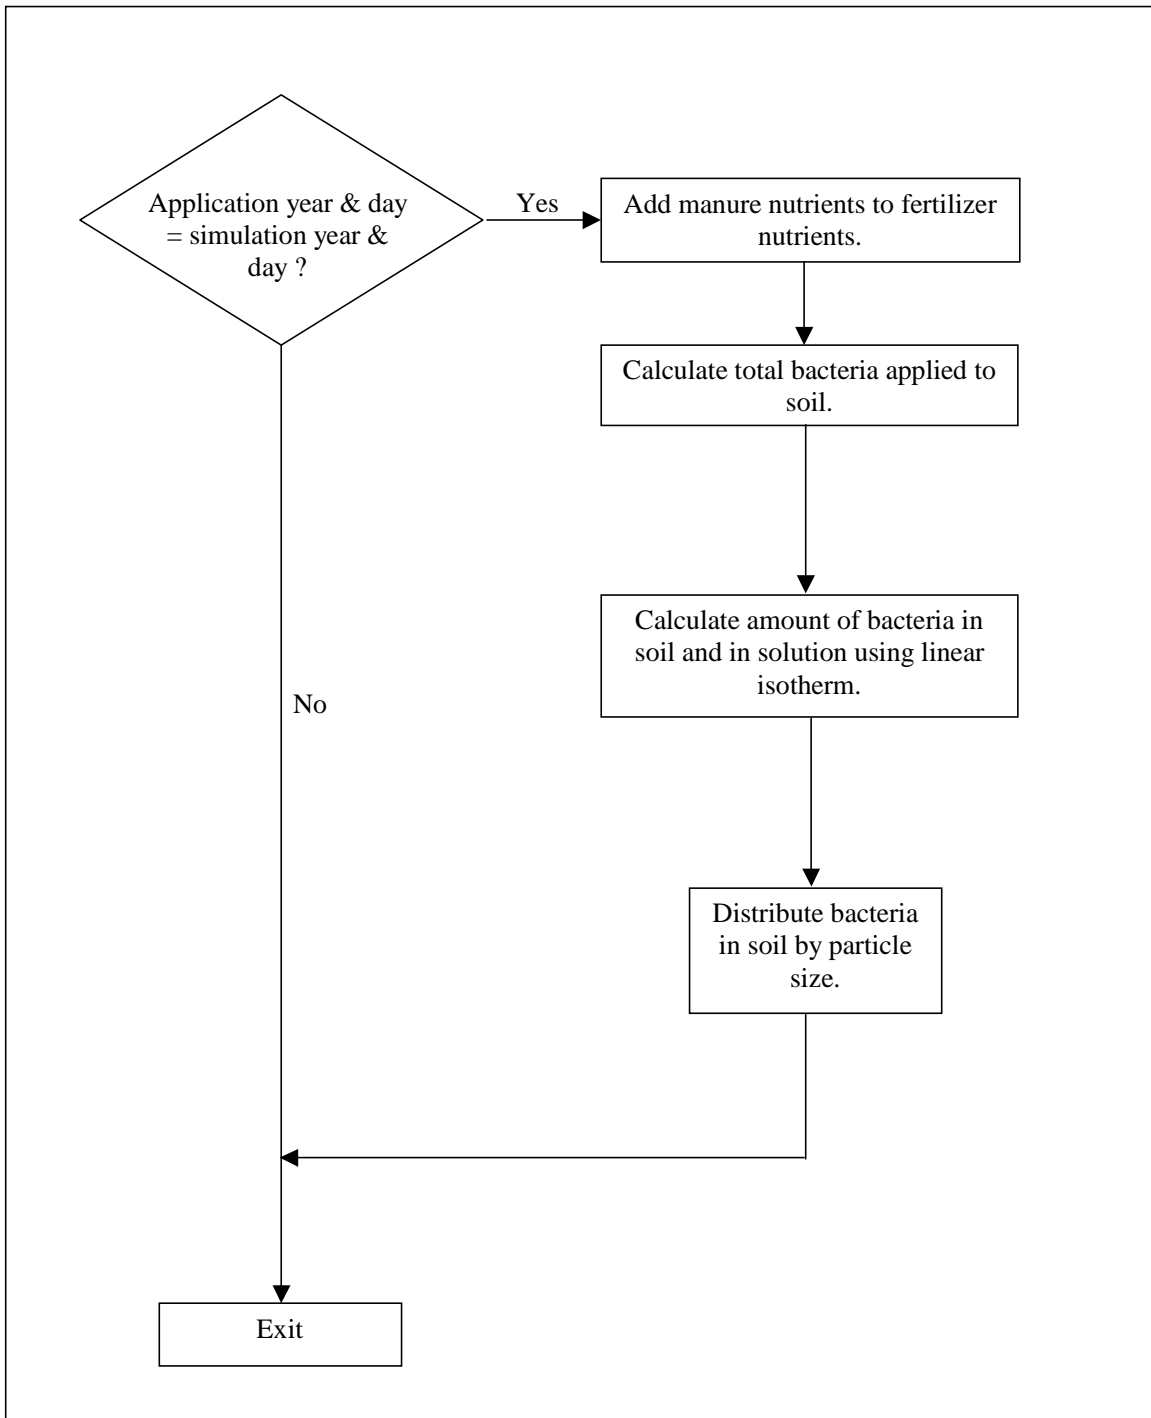 Application year & day
= simulation year &
day ?
Yes
Add manure nutrients to fertilizer
nutrients.
Calculate total bacteria applied to
soil.
Calculate amount of bacteria in
soil and in solution using linear
isotherm.
No
Distribute bacteria
in soil by particle
size.
Exit